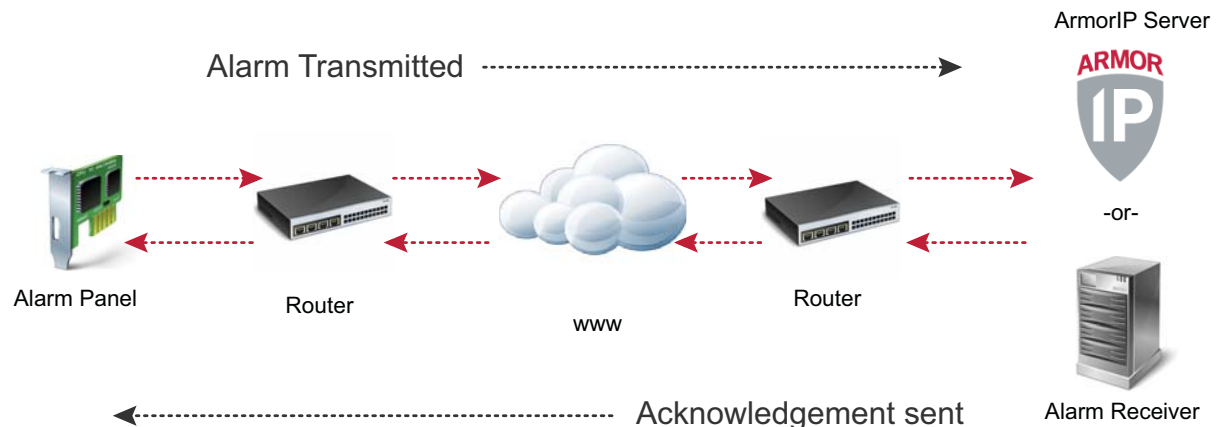 ArmorIP Server
Alarm Transmitted
ARMOR
IP
-or-
Alarm Panel
Router
www
Router
Acknowledgement sent
Alarm Receiver